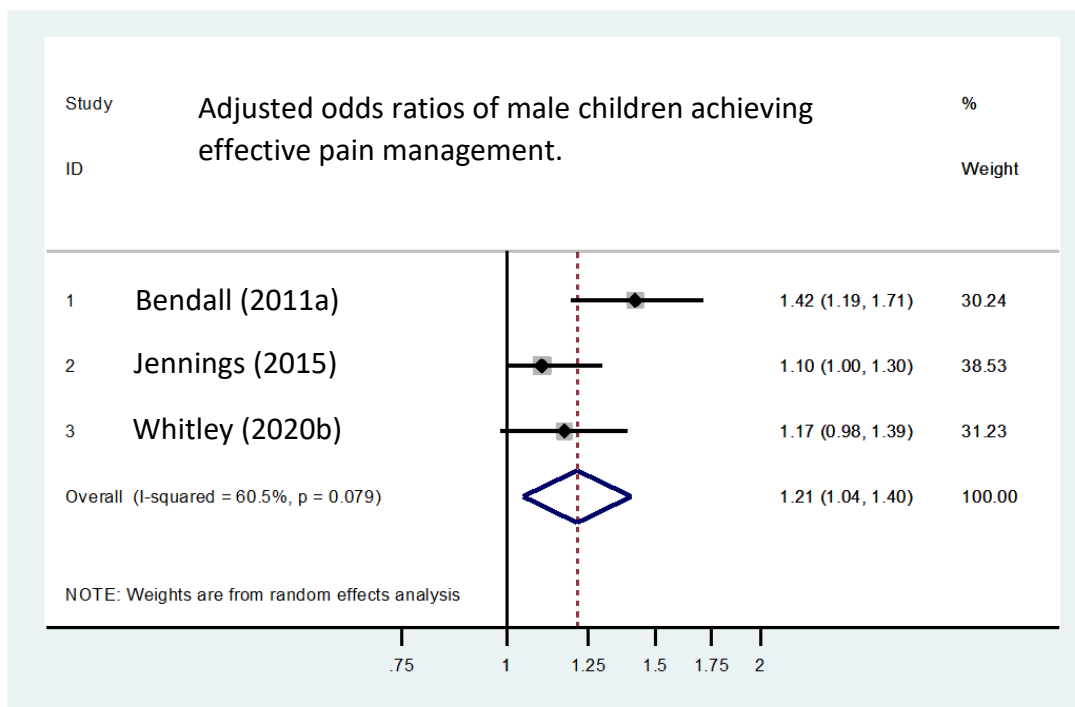 Study Adjusted odds ratios of male children achieving %
effective pain management.
ID Weight
1 Bendall (2011a) 1.42 (1.19, 1.71) 30.24
2 Jennings (2015) 1.10 (1.00, 1.30) 38.53
3 Whitley (2020b) 1.17 (0.98, 1.39) 31.23
Overall (I-squared = 60.5%, p = 0.079) 1.21 (1.04, 1.40) 100.00
NOTE: Weights are from random effects analysis
.75 1 1.25 1.5 1.75 2